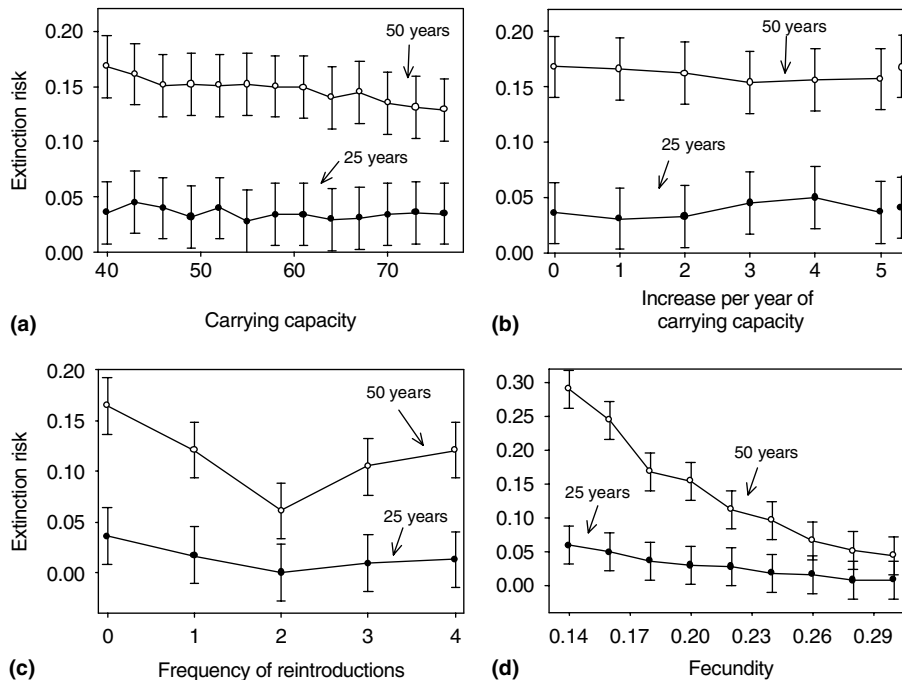 0.20
0.15
0.10
0.05
0.00
Extinction risk
50 years
25 years
40 50 60 70
(a) Carrying capacity
0.20
0.15
0.10
0.05
0.00
50 years
25 years
0 1 2 3 4 5
(b) Increase per year of
carrying capacity
0.20
0.15
0.10
0.05
0.00
Extinction risk
50 years
25 years
0 1 2 3 4
(c) Frequency of reintroductions
0.30
0.25
0.20
0.15
0.10
0.05
0.00
50 years
25 years
0.14 0.17 0.20 0.23 0.26 0.29
(d) Fecundity